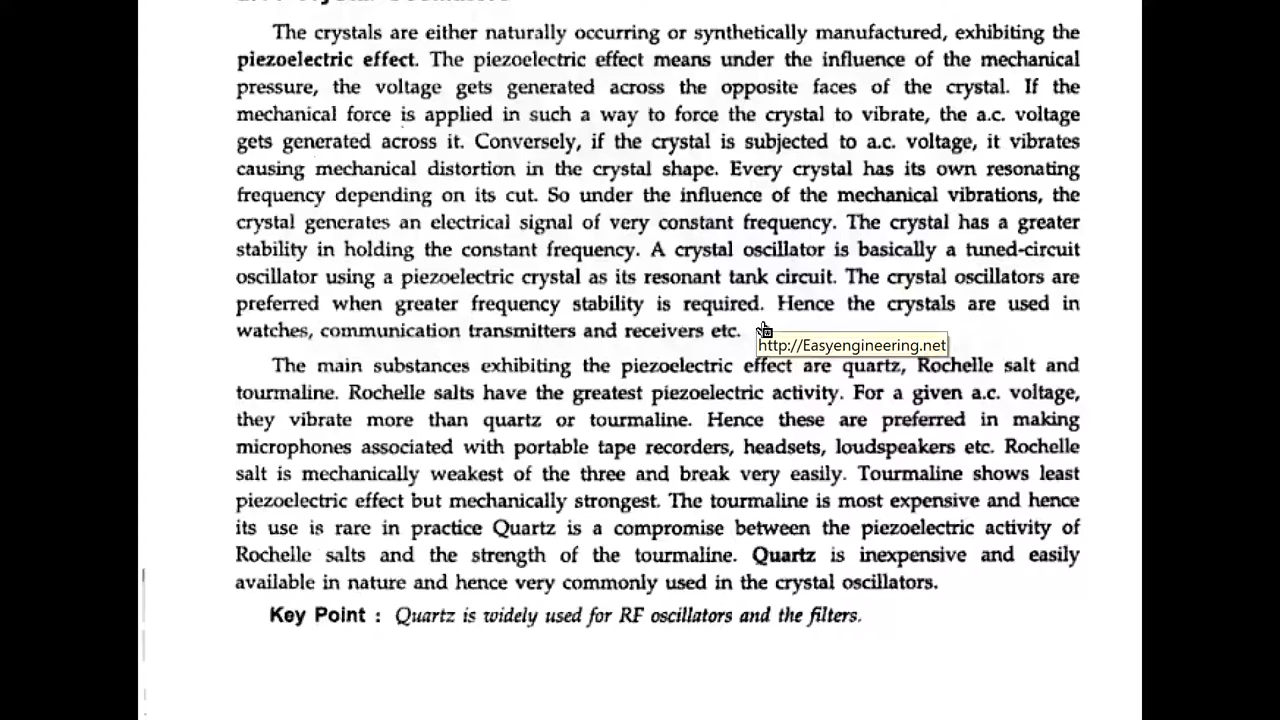 The crystals are either naturally occurring or synthetically manufactured, exhibiting the
piezoelectric effect. The piezoelectric effect means under the influence of the mechanical
pressure, the voltage gets generated across the opposite faces of the crystal. If the
mechanical force is applied in such a way to force the crystal to vibrate, the a.c. voltage
gets generated across it. Conversely, if the crystal is subjected to a.c. voltage, it vibrates
causing mechanical distortion in the crystal shape. Every crystal has its own resonating
frequency depending on its cut. So under the influence of the mechanical vibrations, the
crystal generates an electrical signal of very constant frequency. The crystal has a greater
stability in holding the constant frequency. A crystal oscillator is basically a tuned-circuit
oscillator using a piezoelectric crystal as its resonant tank circuit. The crystal oscillators are
preferred when greater frequency stability is required. Hence the crystals are used in
watches, communication transmitters and receivers etc.
http://Easyengineering.net
The main substances exhibiting the piezoelectric effect are quartz, Rochelle salt and
tourmaline. Rochelle salts have the greatest piezoelectric activity. For a given a.c. voltage,
they vibrate more than quartz or tourmaline. Hence these are preferred in making
microphones associated with portable tape recorders, headsets, loudspeakers etc. Rochelle
salt is mechanically weakest of the three and break very easily. Tourmaline shows least
piezoelectric effect but mechanically strongest. The tourmaline is most expensive and hence
its use is rare in practice Quartz is a compromise between the piezoelectric activity of
Rochelle salts and the strength of the tourmaline. Quartz is inexpensive and easily
available in nature and hence very commonly used in the crystal oscillators.
Key Point : Quartz is widely used for RF oscillators and the filters.